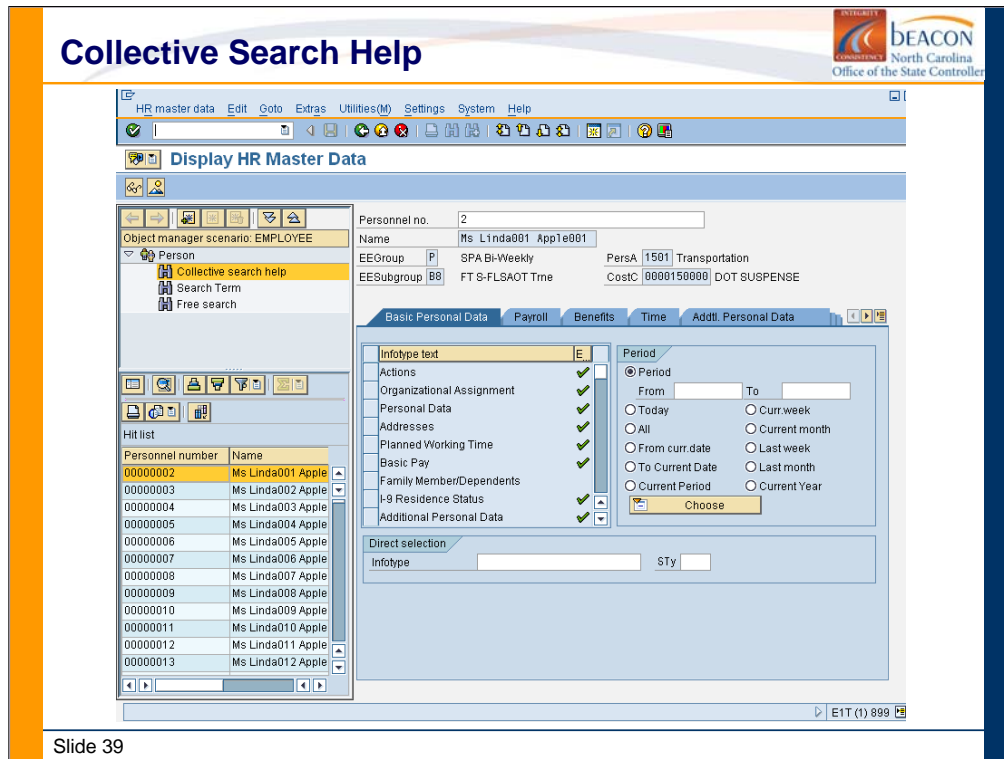 Collective Search Help
INTEGRITY
CONSISTENCY
bEACON
North Carolina
Office of the State Controller
HR master data Edit Goto Extras Utilities(M) Settings System Help
Display HR Master Data
Object manager scenario: EMPLOYEE
Person
Collective search help
Search Term
Free search
Hit list
Personnel number Name
00000002 Ms Linda001 Apple
00000003 Ms Linda002 Apple
00000004 Ms Linda003 Apple
00000005 Ms Linda004 Apple
00000006 Ms Linda005 Apple
00000007 Ms Linda006 Apple
00000008 Ms Linda007 Apple
00000009 Ms Linda008 Apple
00000010 Ms Linda009 Apple
00000011 Ms Linda010 Apple
00000012 Ms Linda011 Apple
00000013 Ms Linda012 Apple
Personnel no. 2
Name Ms Linda001 Apple001
EEGroup P SPA Bi-Weekly PersA 1501 Transportation
EESubgroup B8 FT S-FLSAOT Trne CostC 0000150000 DOT SUSPENSE
Basic Personal Data Payroll Benefits Time Addtl. Personal Data
Infotype text E..
Actions
Organizational Assignment
Personal Data
Addresses
Planned Working Time
Basic Pay
Family Member/Dependents
I-9 Residence Status
Additional Personal Data
Period
Period
From To
Today Curr.week
All Current month
From curr.date Last week
To Current Date Last month
Current Period Current Year
Choose
Direct selection
Infotype STy
E1T (1) 899
Slide 39